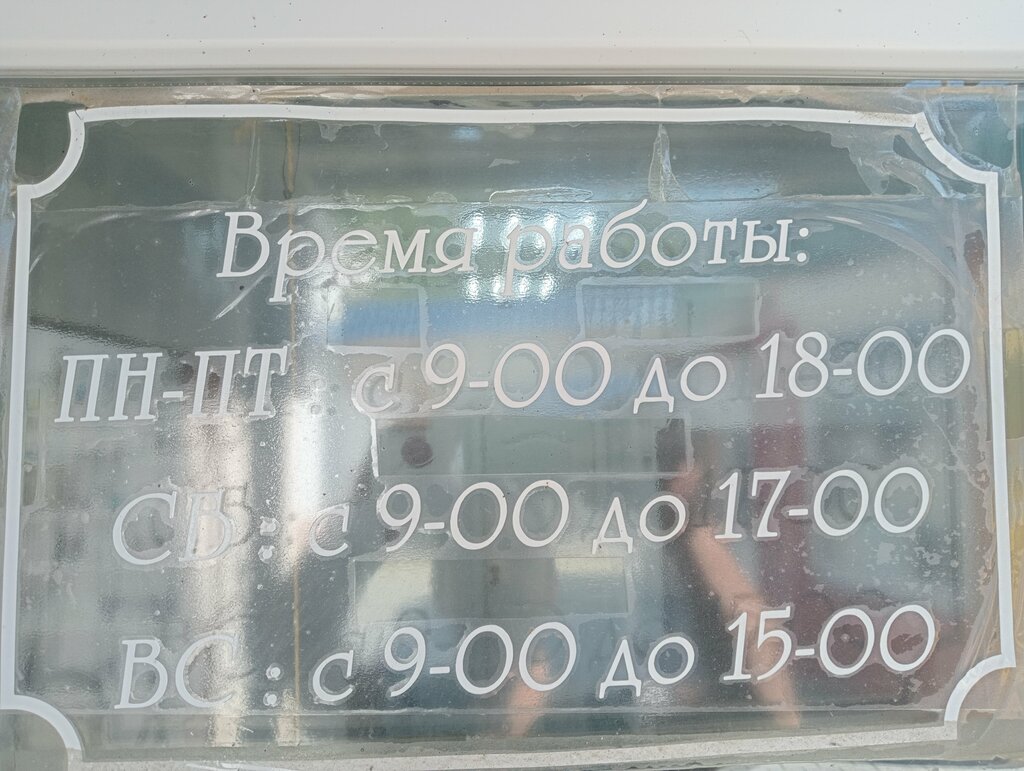 Время работы:
ПН-ПТ : с 9-00 до 18-00
СБ : с 9-00 до 17-00
ВС : с 9-00 до 15-00